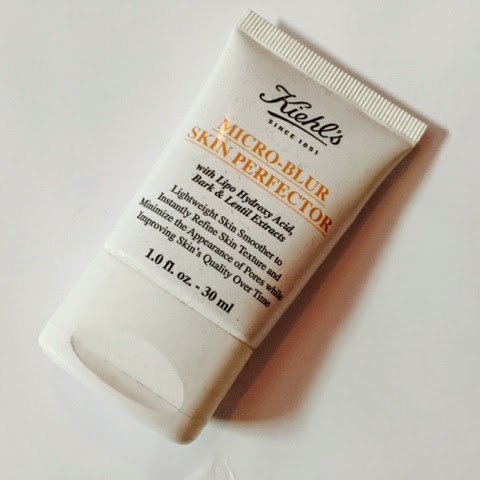 Kiehl's
SINCE 1851
MICRO-BLUR
SKIN PERFECTOR
with Lipo Hydroxy Acid,
Bark & Lentil Extracts
Lightweight Skin Smoother to
Instantly Refine Skin Texture and
Minimize the Appearance of Pores while
Improving Skin's Quality Over Time
1.0 fl. oz. - 30 ml